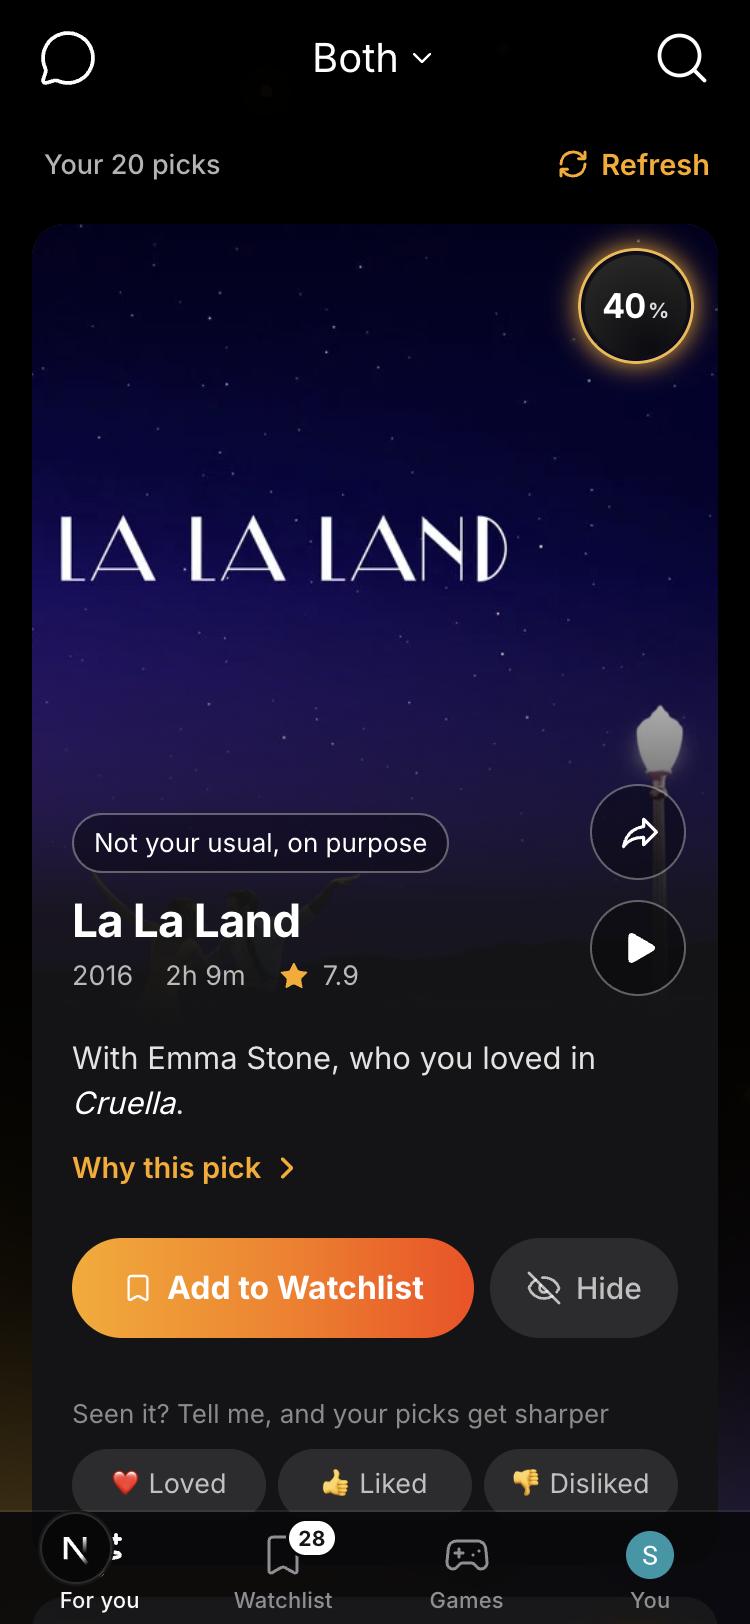 Both
Your 20 picks
Refresh
40%
LA LA LAND
Not your usual, on purpose
La La Land
2016 2h 9m 7.9
With Emma Stone, who you loved in
Cruella.
Why this pick
Add to Watchlist
Hide
Seen it? Tell me, and your picks get sharper
❤️ Loved
👍 Liked
👎 Disliked
N
28
S
For you
Watchlist
Games
You